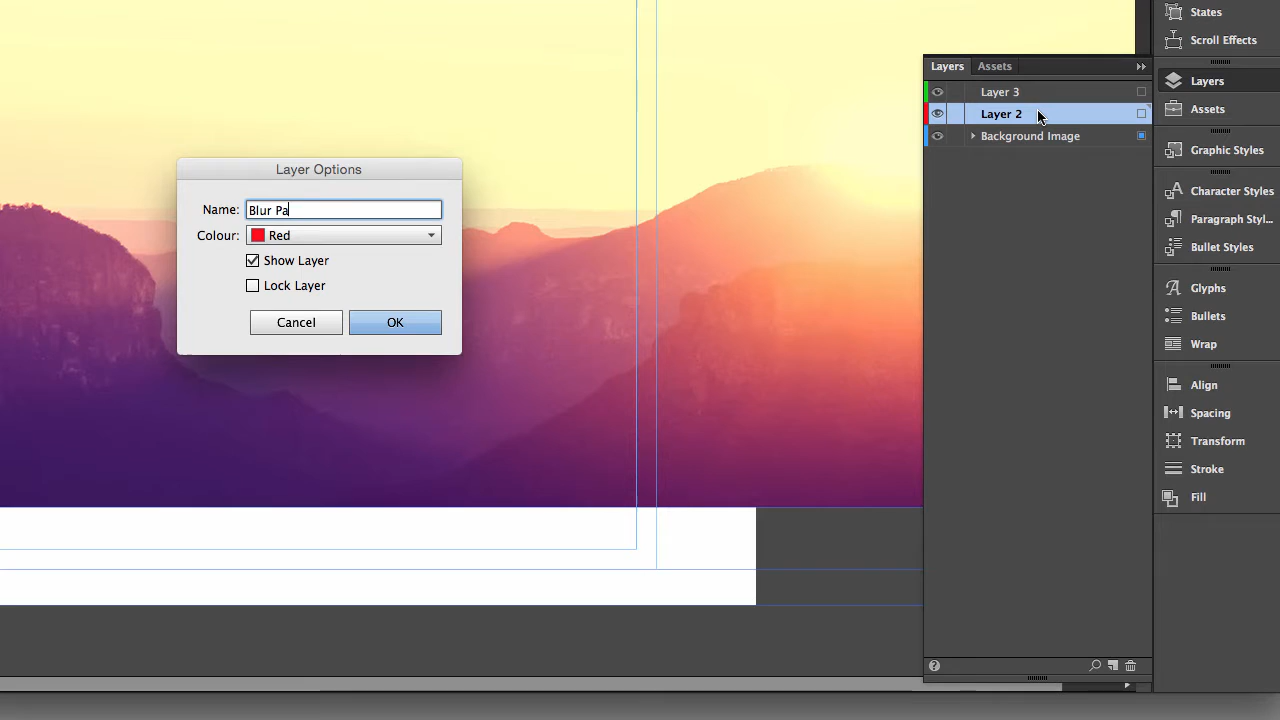 States
Scroll Effects
Layers Assets
Layers
Layer 3
Layer 2
Background Image
Assets
Graphic Styles
Character Styles
Paragraph Styl...
Bullet Styles
Glyphs
Bullets
Wrap
Align
Spacing
Transform
Stroke
Fill
Layer Options
Name: Blur Pa
Colour: Red
Show Layer
Lock Layer
Cancel OK
?